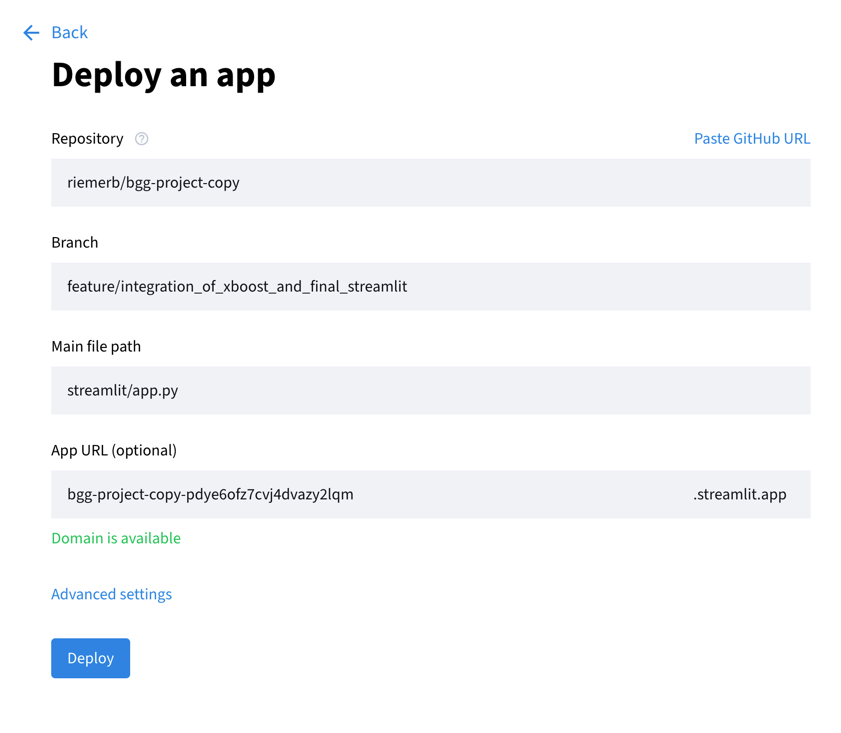 Back
Deploy an app
Repository ?
Paste GitHub URL
riemerb/bgg-project-copy
Branch
feature/integration_of_xboost_and_final_streamlit
Main file path
streamlit/app.py
App URL (optional)
bgg-project-copy-pdye6ofz7cvj4dvazy2lqm .streamlit.app
Domain is available
Advanced settings
Deploy